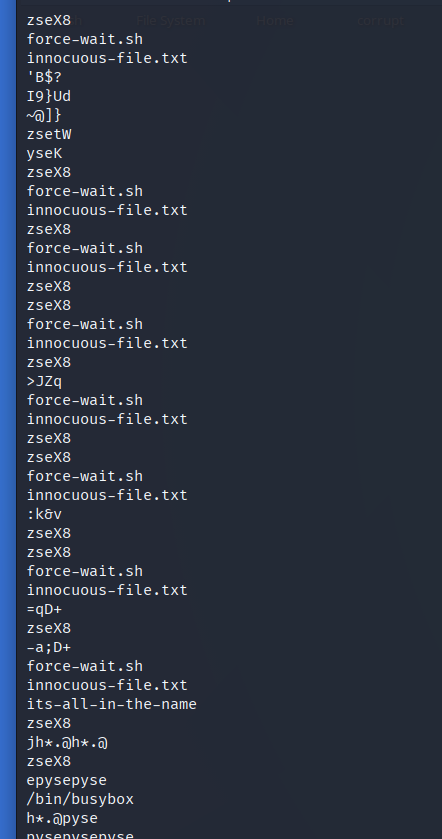 File System Home corrupt
zseX8
force-wait.sh
innocuous-file.txt
'B$?
I9}Ud
~@]}
zsetW
yseK
zseX8
force-wait.sh
innocuous-file.txt
zseX8
force-wait.sh
innocuous-file.txt
zseX8
zseX8
force-wait.sh
innocuous-file.txt
zseX8
>JZq
force-wait.sh
innocuous-file.txt
zseX8
zseX8
force-wait.sh
innocuous-file.txt
:k&v
zseX8
zseX8
force-wait.sh
innocuous-file.txt
=qD+
zseX8
-a;D+
force-wait.sh
innocuous-file.txt
its-all-in-the-name
zseX8
jh*.@h*.@
zseX8
epysepyse
/bin/busybox
h*.@pyse
pysepysepyse